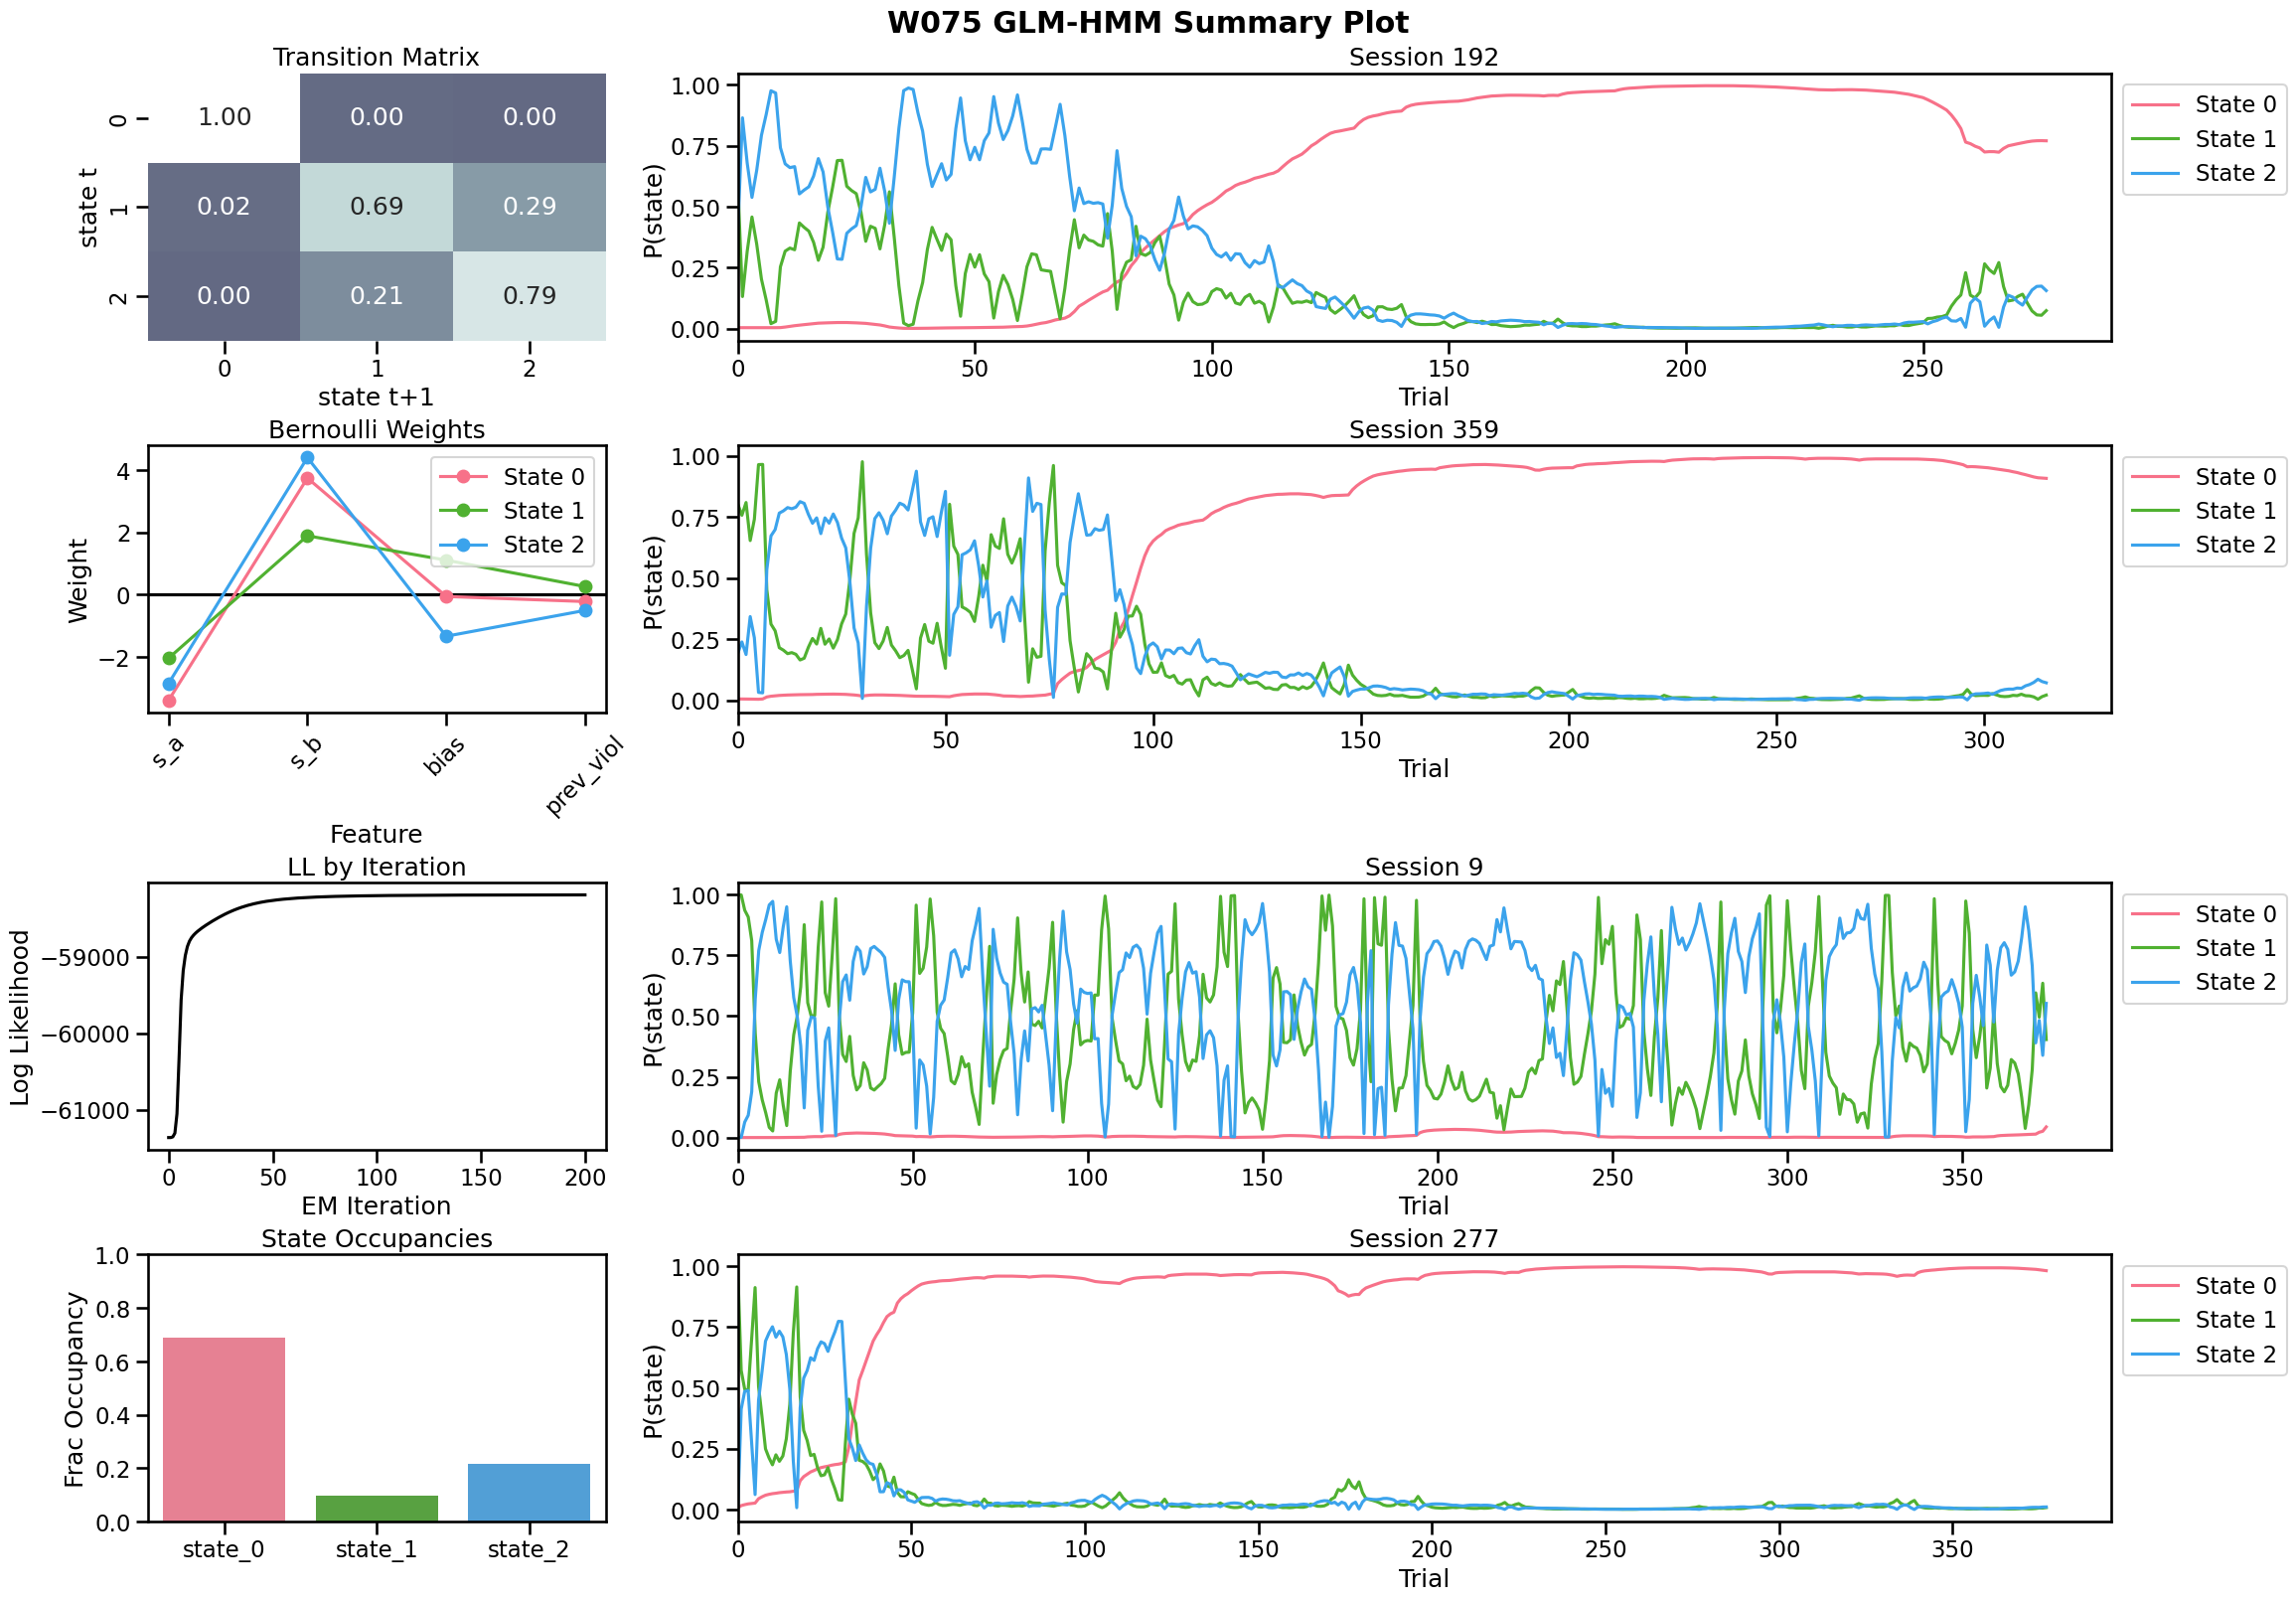 W075 GLM-HMM Summary Plot
Transition Matrix
state t
0
1
2
1.00 0.00 0.00
0.02 0.69 0.29
0.00 0.21 0.79
0 1 2
state t+1
Session 192
P(state)
1.00
0.75
0.50
0.25
0.00
0 50 100 150 200 250
Trial
State 0
State 1
State 2
Bernoulli Weights
Weight
4
2
0
−2
State 0
State 1
State 2
s_a s_b bias prev_viol
Feature
Session 359
P(state)
1.00
0.75
0.50
0.25
0.00
0 50 100 150 200 250 300
Trial
State 0
State 1
State 2
LL by Iteration
Log Likelihood
−59000
−60000
−61000
0 50 100 150 200
EM Iteration
Session 9
P(state)
1.00
0.75
0.50
0.25
0.00
0 50 100 150 200 250 300 350
Trial
State 0
State 1
State 2
State Occupancies
Frac Occupancy
1.0
0.8
0.6
0.4
0.2
0.0
state_0 state_1 state_2
Session 277
P(state)
1.00
0.75
0.50
0.25
0.00
0 50 100 150 200 250 300 350
Trial
State 0
State 1
State 2